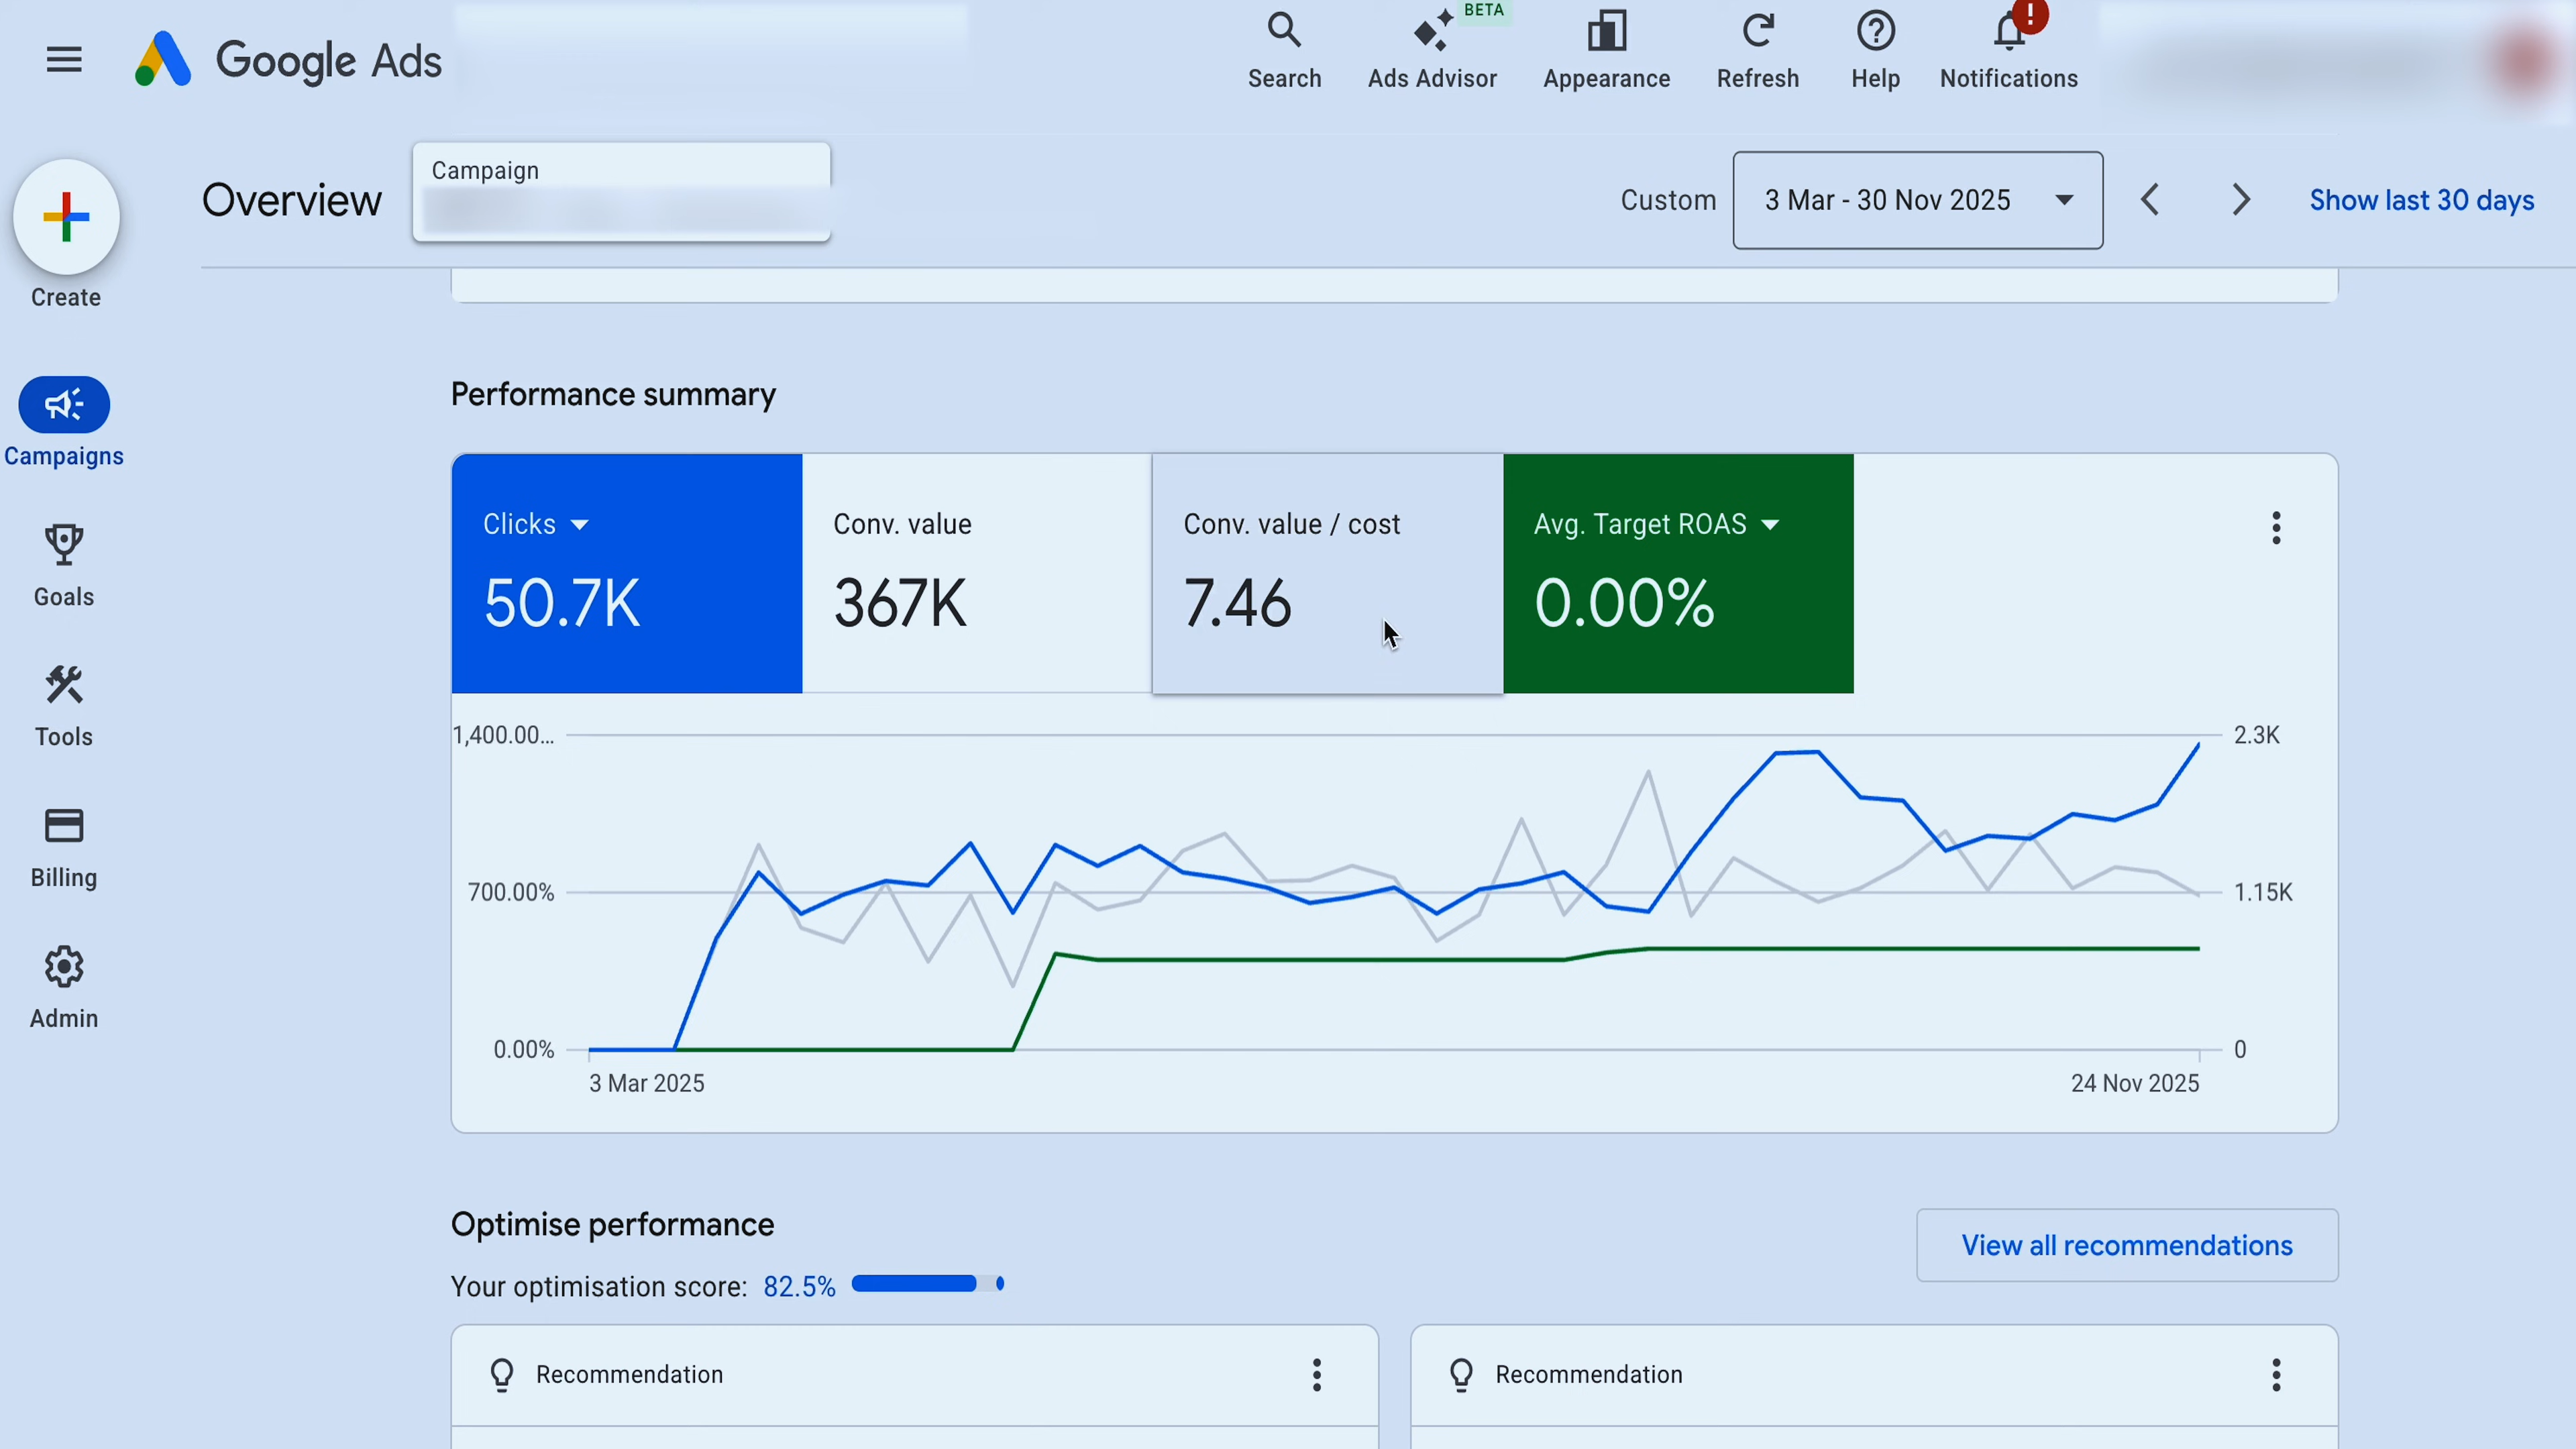 Google Ads
Search
Ads Advisor
BETA
Appearance
Refresh
Help
Notifications
!
Create
Campaigns
Goals
Tools
Billing
Admin
Overview
Campaign
Custom
3 Mar - 30 Nov 2025
Show last 30 days
Performance summary
Clicks
50.7K
Conv. value
367K
Conv. value / cost
7.46
Avg. Target ROAS
0.00%
1,400.00...
700.00%
0.00%
2.3K
1.15K
0
3 Mar 2025
24 Nov 2025
Optimise performance
Your optimisation score: 82.5%
View all recommendations
Recommendation
Recommendation